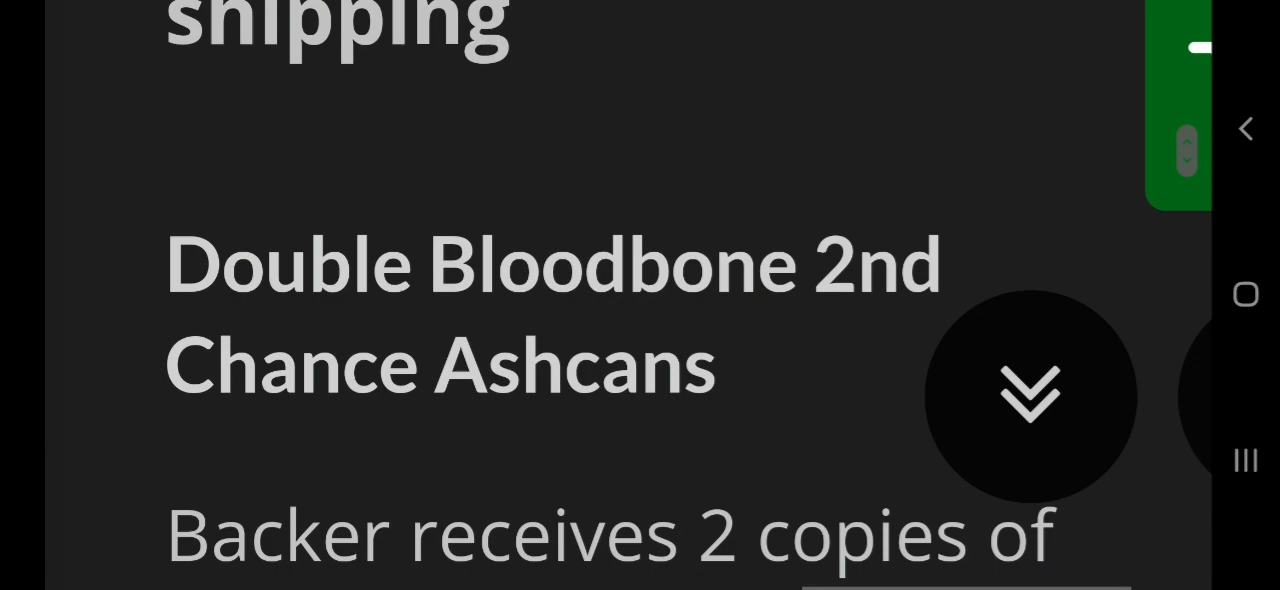 shipping
Double Bloodbone 2nd
Chance Ashcans
Backer receives 2 copies of